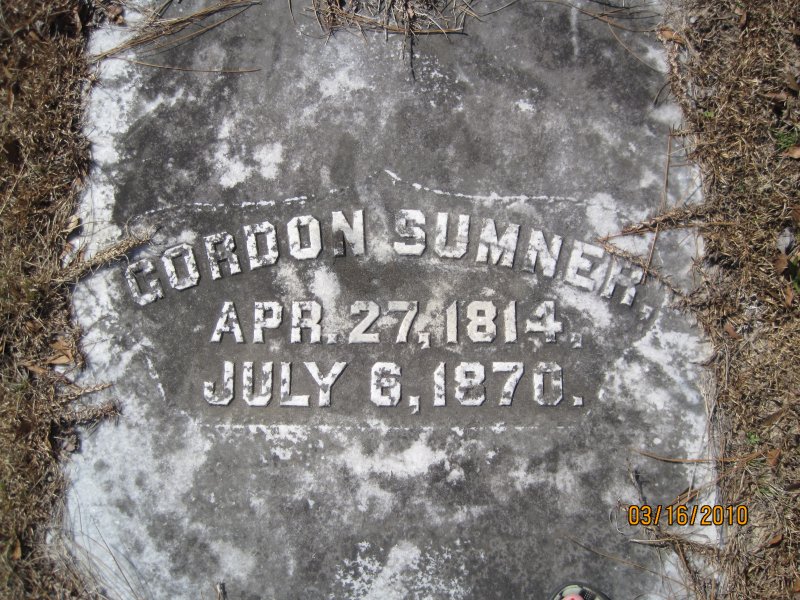 GORDON SUMNER,
APR. 27, 1814.
JULY 6, 1870.
03/16/2010